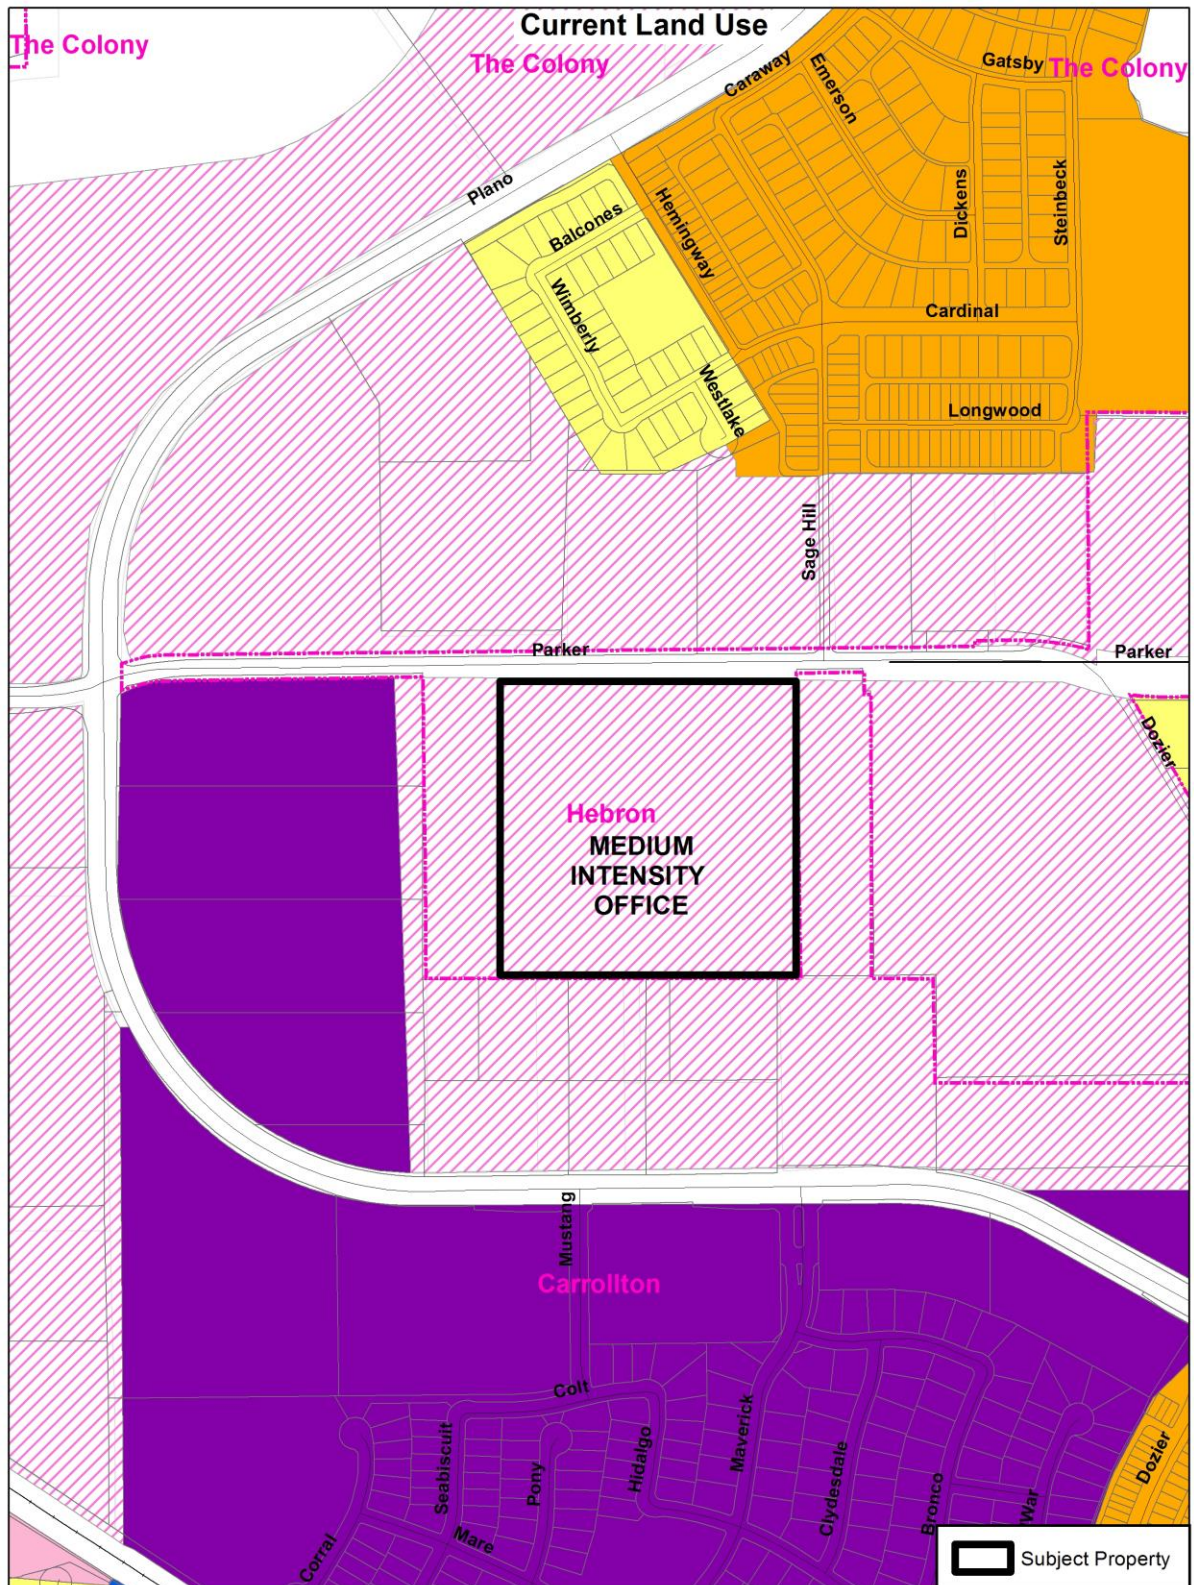 Current Land Use
The Colony
The Colony
The Colony
Gatsby
Caraway
Emerson
Plano
Balcones
Hemingway
Dickens
Steinbeck
Wimberly
Cardinal
Westlake
Longwood
Sage Hill
Parker
Parker
Dozier
Hebron
MEDIUM
INTENSITY
OFFICE
Mustang
Carrollton
Colt
Seabiscuit
Pony
Hidalgo
Maverick
Clydesdale
Bronco
War
Dozier
Mare
Corral
Subject Property